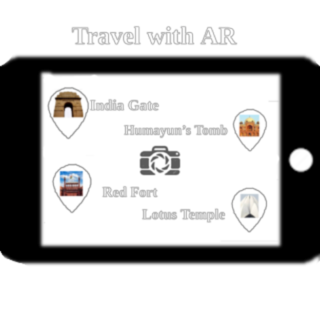 Travel with AR
India Gate
Humayun's Tomb
Red Fort
Lotus Temple